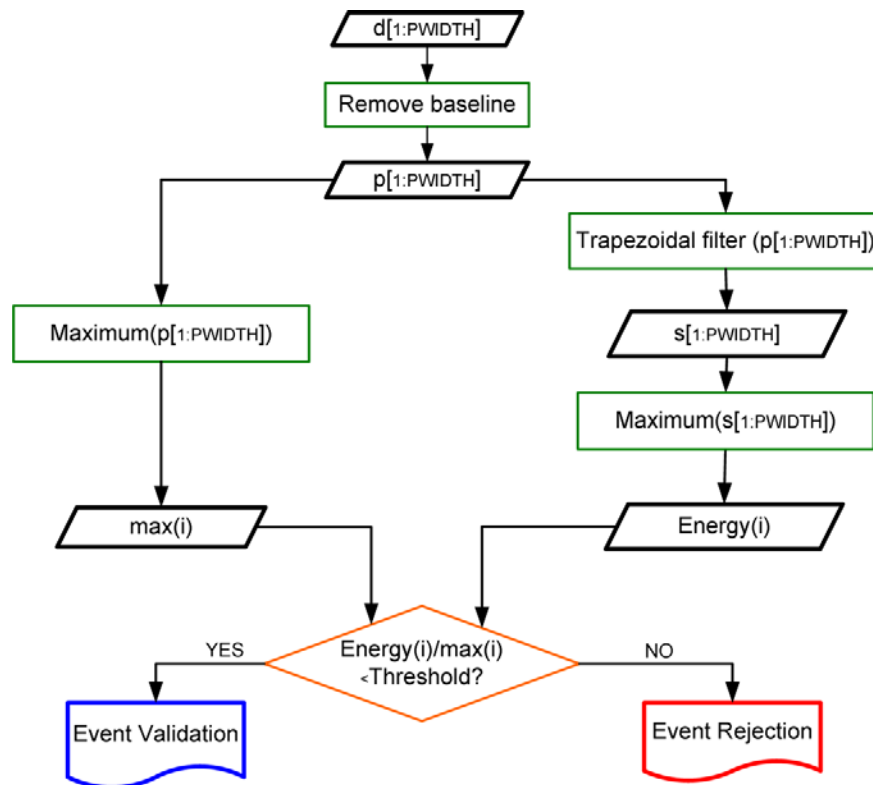 d[1:PWIDTH]
Remove baseline
p[1:PWIDTH]
Trapezoidal filter (p[1:PWIDTH])
Maximum(p[1:PWIDTH])
s[1:PWIDTH]
Maximum(s[1:PWIDTH])
max(i)
Energy(i)
YES
Energy(i)/max(i)
<Threshold?
NO
Event Validation
Event Rejection